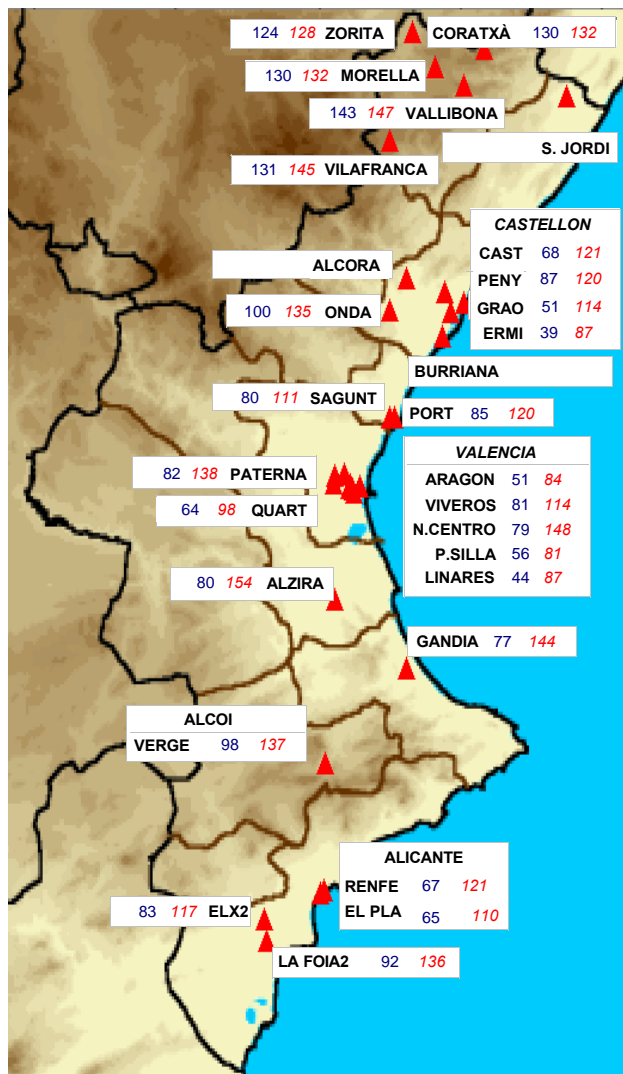 124 128 ZORITA
CORATXÀ 130 132
130 132 MORELLA
143 147 VALLIBONA
S. JORDI
131 145 VILAFRANCA
CASTELLON
CAST 68 121
PENY 87 120
GRAO 51 114
ERMI 39 87
ALCORA
100 135 ONDA
BURRIANA
80 111 SAGUNT
PORT 85 120
VALENCIA
ARAGON 51 84
VIVEROS 81 114
N.CENTRO 79 148
P.SILLA 56 81
LINARES 44 87
82 138 PATERNA
64 98 QUART
80 154 ALZIRA
GANDIA 77 144
ALCOI
VERGE 98 137
ALICANTE
RENFE 67 121
EL PLA 65 110
83 117 ELX2
LA FOIA2 92 136